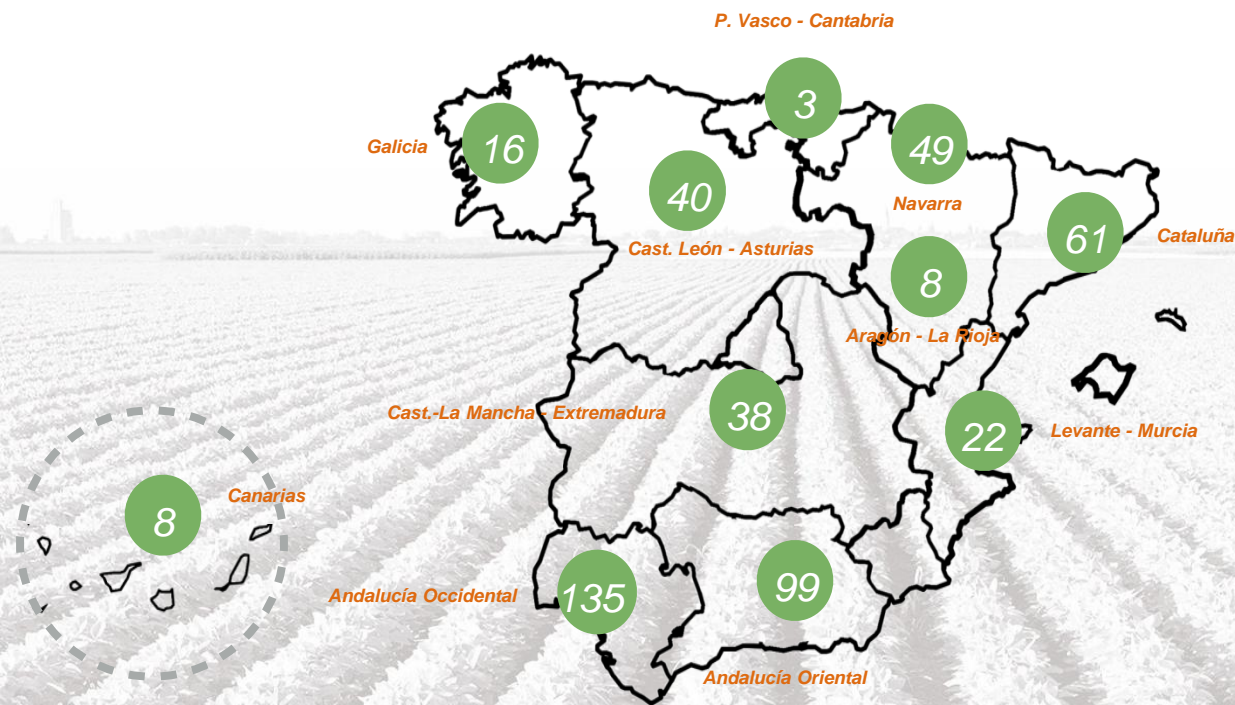 P. Vasco - Cantabria
3
Galicia
16
49
40
Navarra
61
Cataluña
Cast. León - Asturias
8
Aragón - La Rioja
Cast.-La Mancha - Extremadura
38
22
Levante - Murcia
Canarias
8
Andalucía Occidental
135
99
Andalucía Oriental